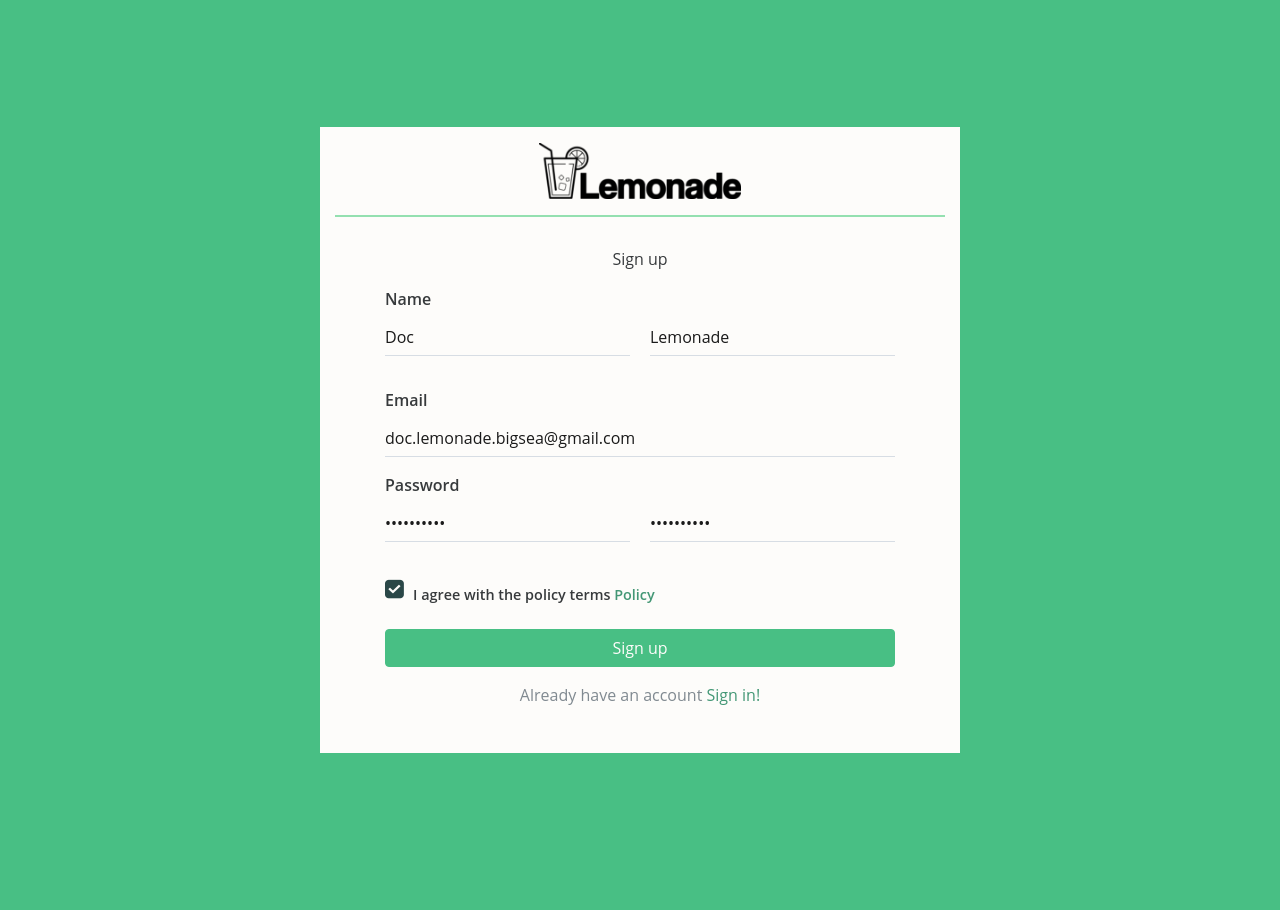 Lemonade
Sign up
Name
Doc Lemonade
Email
doc.lemonade.bigsea@gmail.com
Password
•••••••••• ••••••••••
I agree with the policy terms Policy
Sign up
Already have an account Sign in!